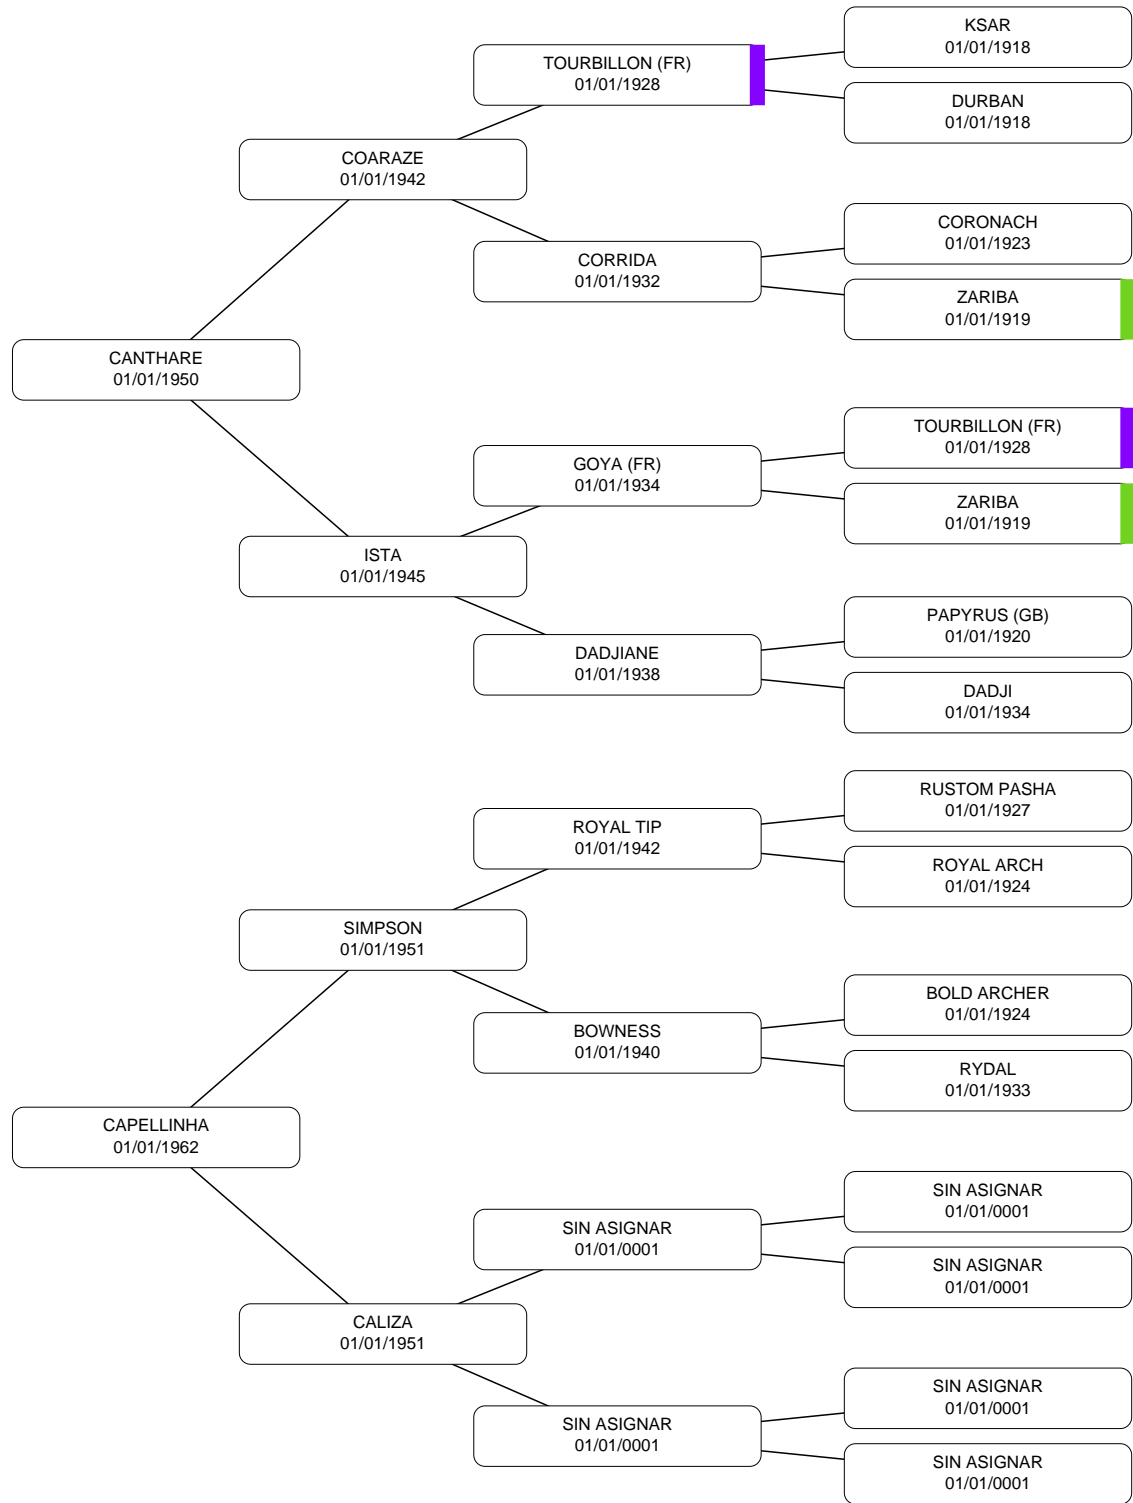 KSAR
01/01/1918
TOURBILLON (FR)
01/01/1928
DURBAN
01/01/1918
COARAZE
01/01/1942
CORONACH
01/01/1923
CORRIDA
01/01/1932
ZARIBA
01/01/1919
CANTHARE
01/01/1950
TOURBILLON (FR)
01/01/1928
GOYA (FR)
01/01/1934
ZARIBA
01/01/1919
ISTA
01/01/1945
PAPYRUS (GB)
01/01/1920
DADJIANE
01/01/1938
DADJI
01/01/1934
RUSTOM PASHA
01/01/1927
ROYAL TIP
01/01/1942
ROYAL ARCH
01/01/1924
SIMPSON
01/01/1951
BOLD ARCHER
01/01/1924
BOWNESS
01/01/1940
RYDAL
01/01/1933
CAPELLINHA
01/01/1962
SIN ASIGNAR
01/01/0001
SIN ASIGNAR
01/01/0001
SIN ASIGNAR
01/01/0001
CALIZA
01/01/1951
SIN ASIGNAR
01/01/0001
SIN ASIGNAR
01/01/0001
SIN ASIGNAR
01/01/0001